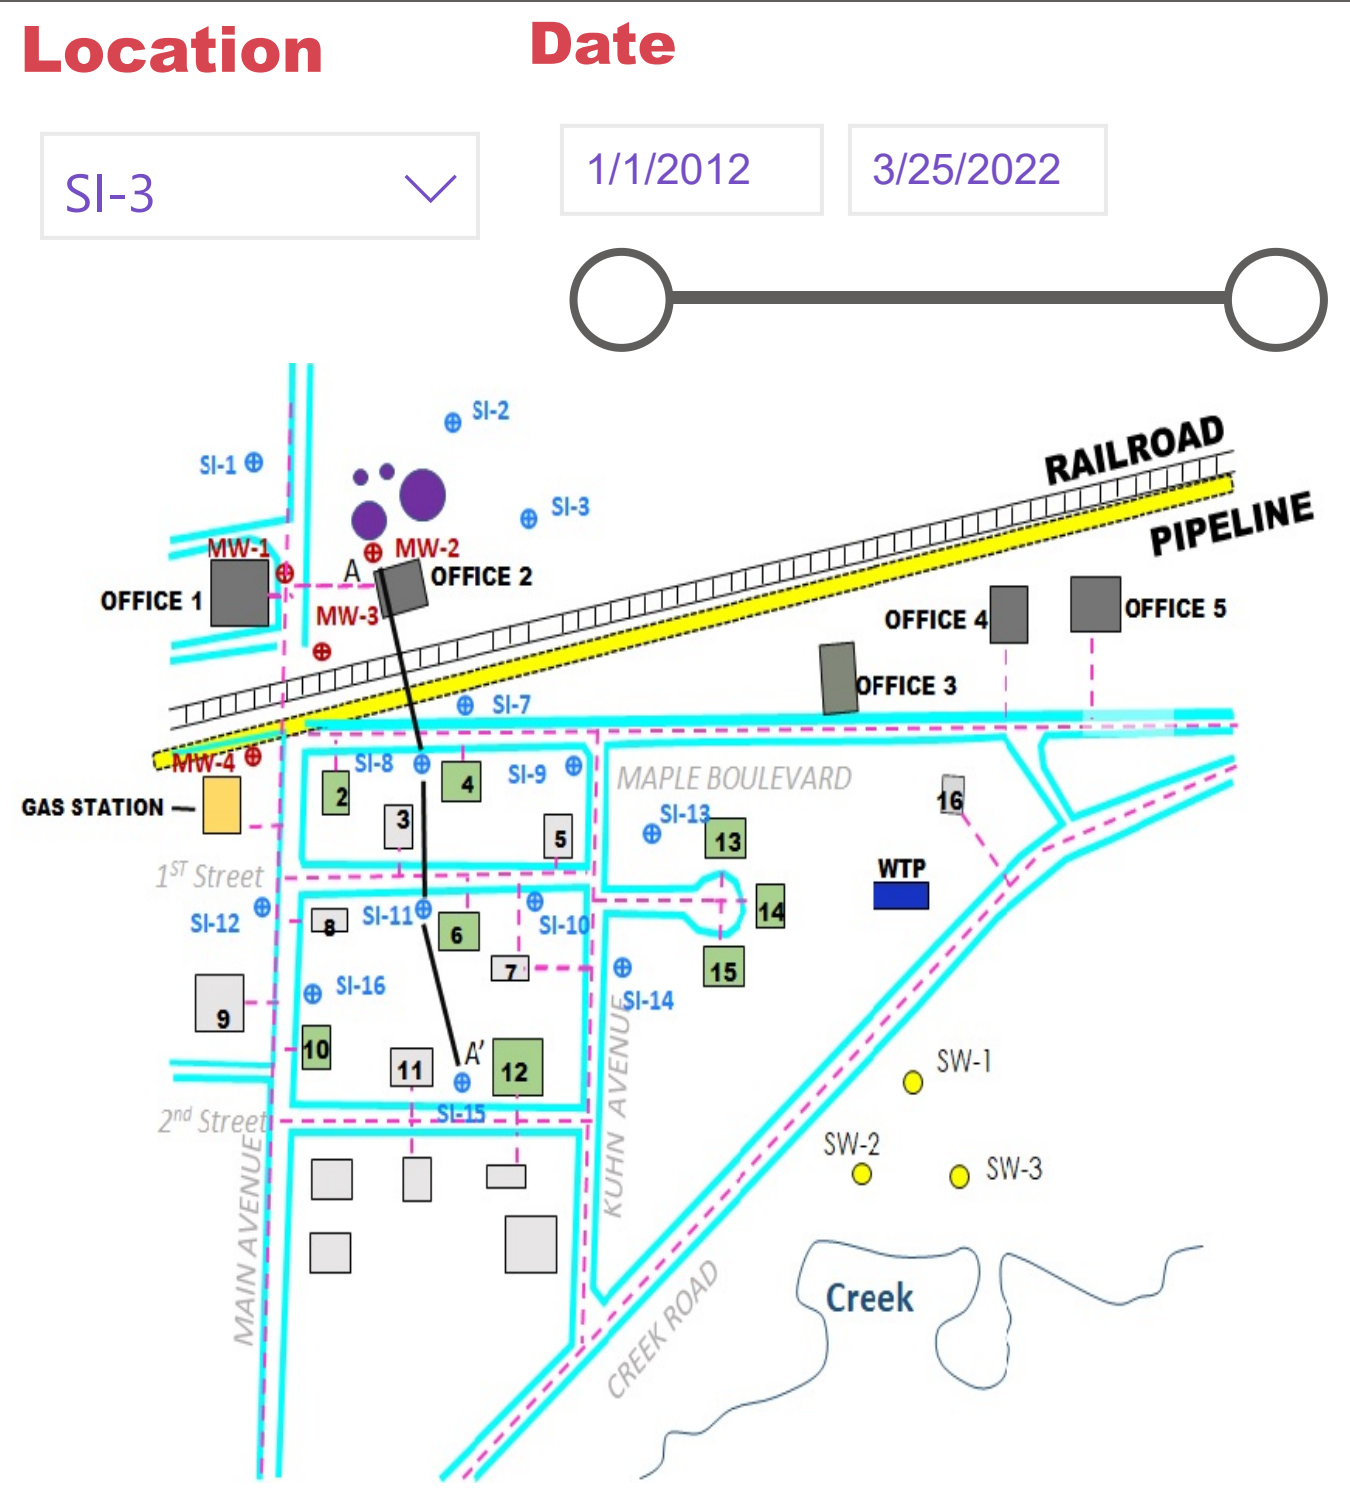 Location
Date
SI-3
1/1/2012
3/25/2022
SI-2
SI-1
SI-3
RAILROAD
PIPELINE
MW-1
MW-2
A
OFFICE 2
OFFICE 1
MW-3
OFFICE 4
OFFICE 5
OFFICE 3
SI-7
MW-4
SI-8
SI-9
MAPLE BOULEVARD
GAS STATION
2
4
3
5
16
SI-13
13
1ST Street
WTP
SI-12
8
SI-11
6
SI-10
14
7
15
SI-16
SI-14
9
10
11
A'
12
SI-15
2nd Street
KUHN AVENUE
MAIN AVENUE
SW-1
SW-2
SW-3
Creek
CREEK ROAD